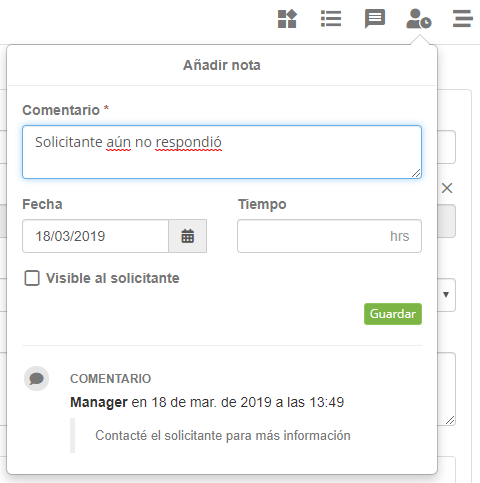 Añadir nota
Comentario *
Solicitante aún no respondió
Fecha
Tiempo
18/03/2019
hrs
Visible al solicitante
Guardar
COMENTARIO
Manager en 18 de mar. de 2019 a las 13:49
Contacté el solicitante para más información